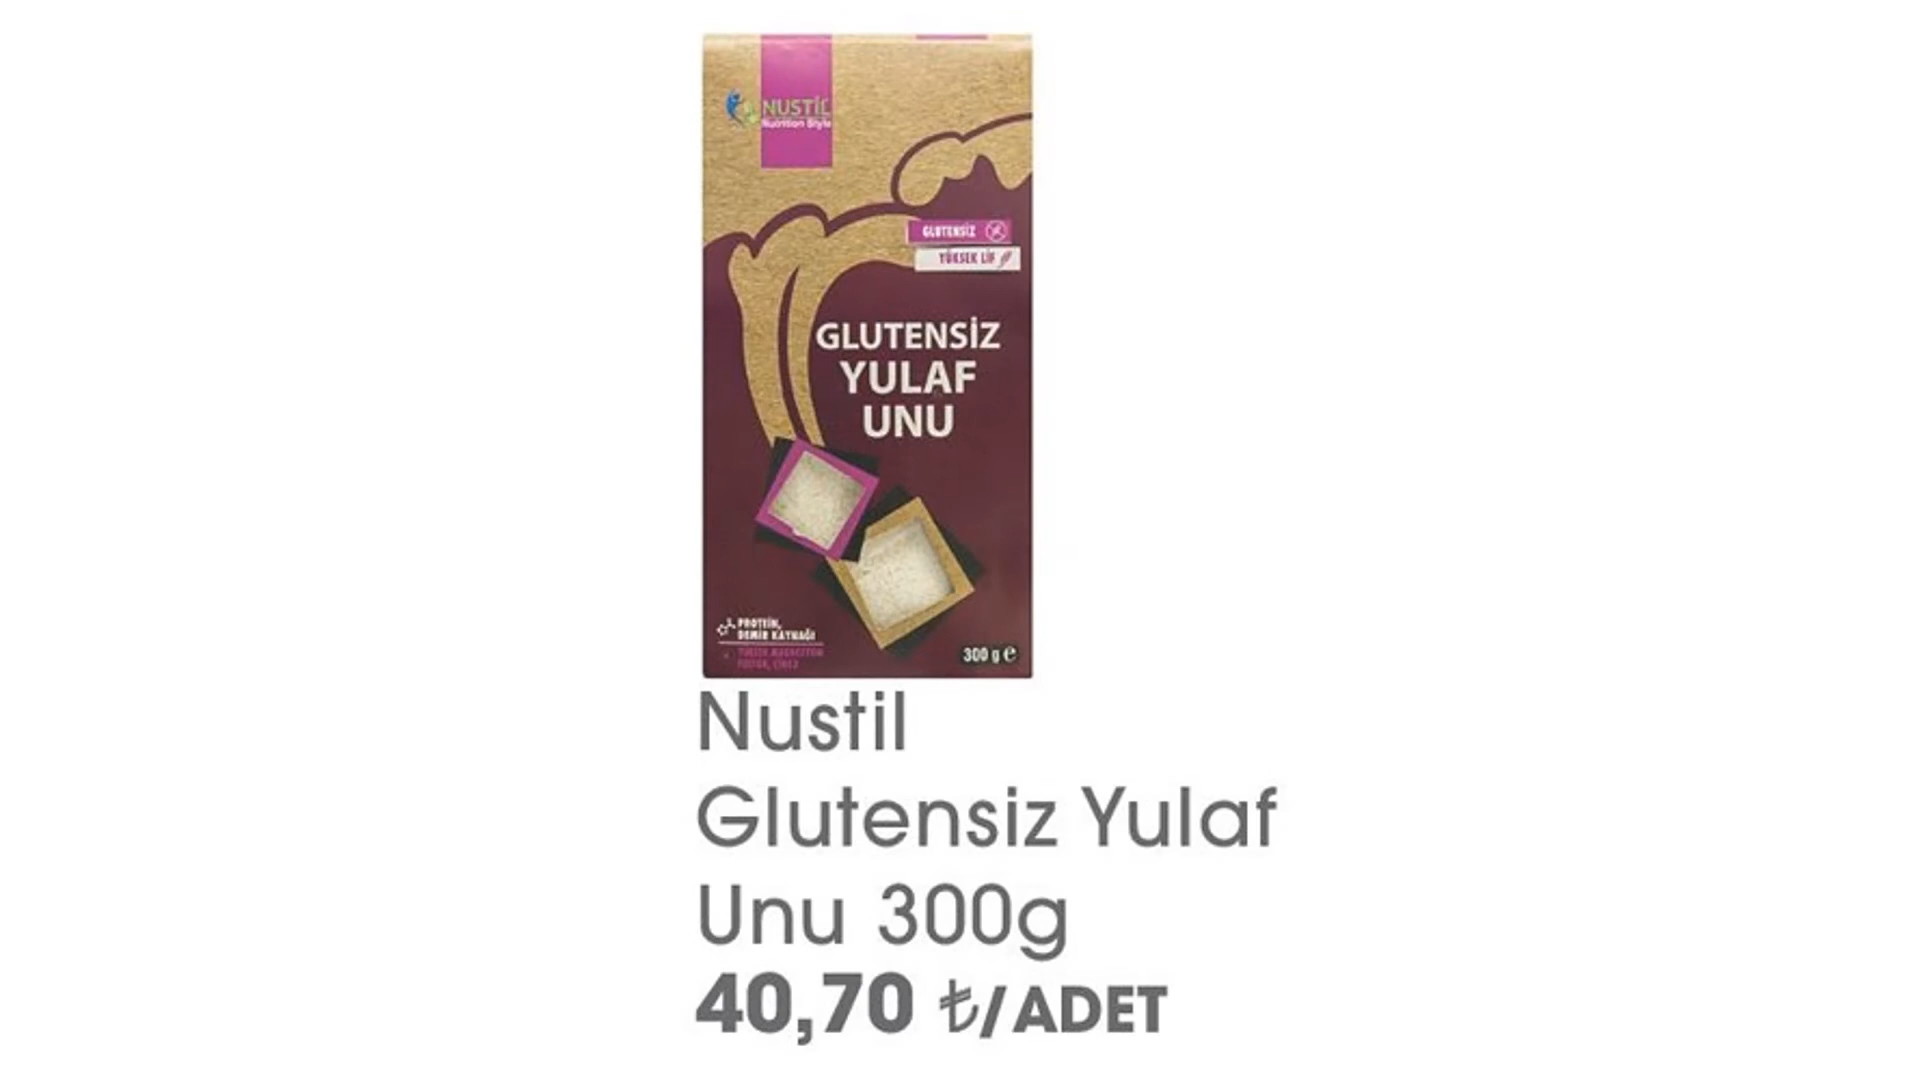 NUSTİL
Nutrition Style
GLUTENSİZ
YÜKSEK LİF
GLUTENSİZ
YULAF
UNU
PROTEİN,
DEMİR KAYNAĞI
300 g e
Nustil
Glutensiz Yulaf
Unu 300g
40,70 ₺/ADET